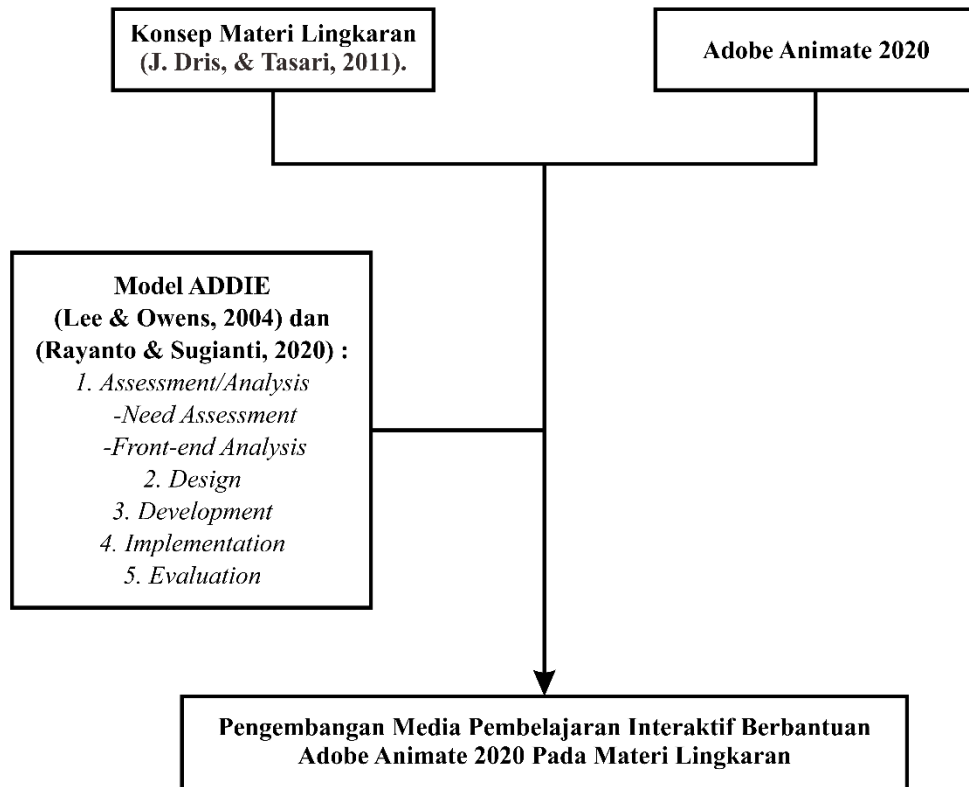 Konsep Materi Lingkaran
(J. Dris, & Tasari, 2011).
Adobe Animate 2020
Model ADDIE
(Lee & Owens, 2004) dan
(Rayanto & Sugianti, 2020) :
1. Assessment/Analysis
-Need Assessment
-Front-end Analysis
2. Design
3. Development
4. Implementation
5. Evaluation
Pengembangan Media Pembelajaran Interaktif Berbantuan
Adobe Animate 2020 Pada Materi Lingkaran